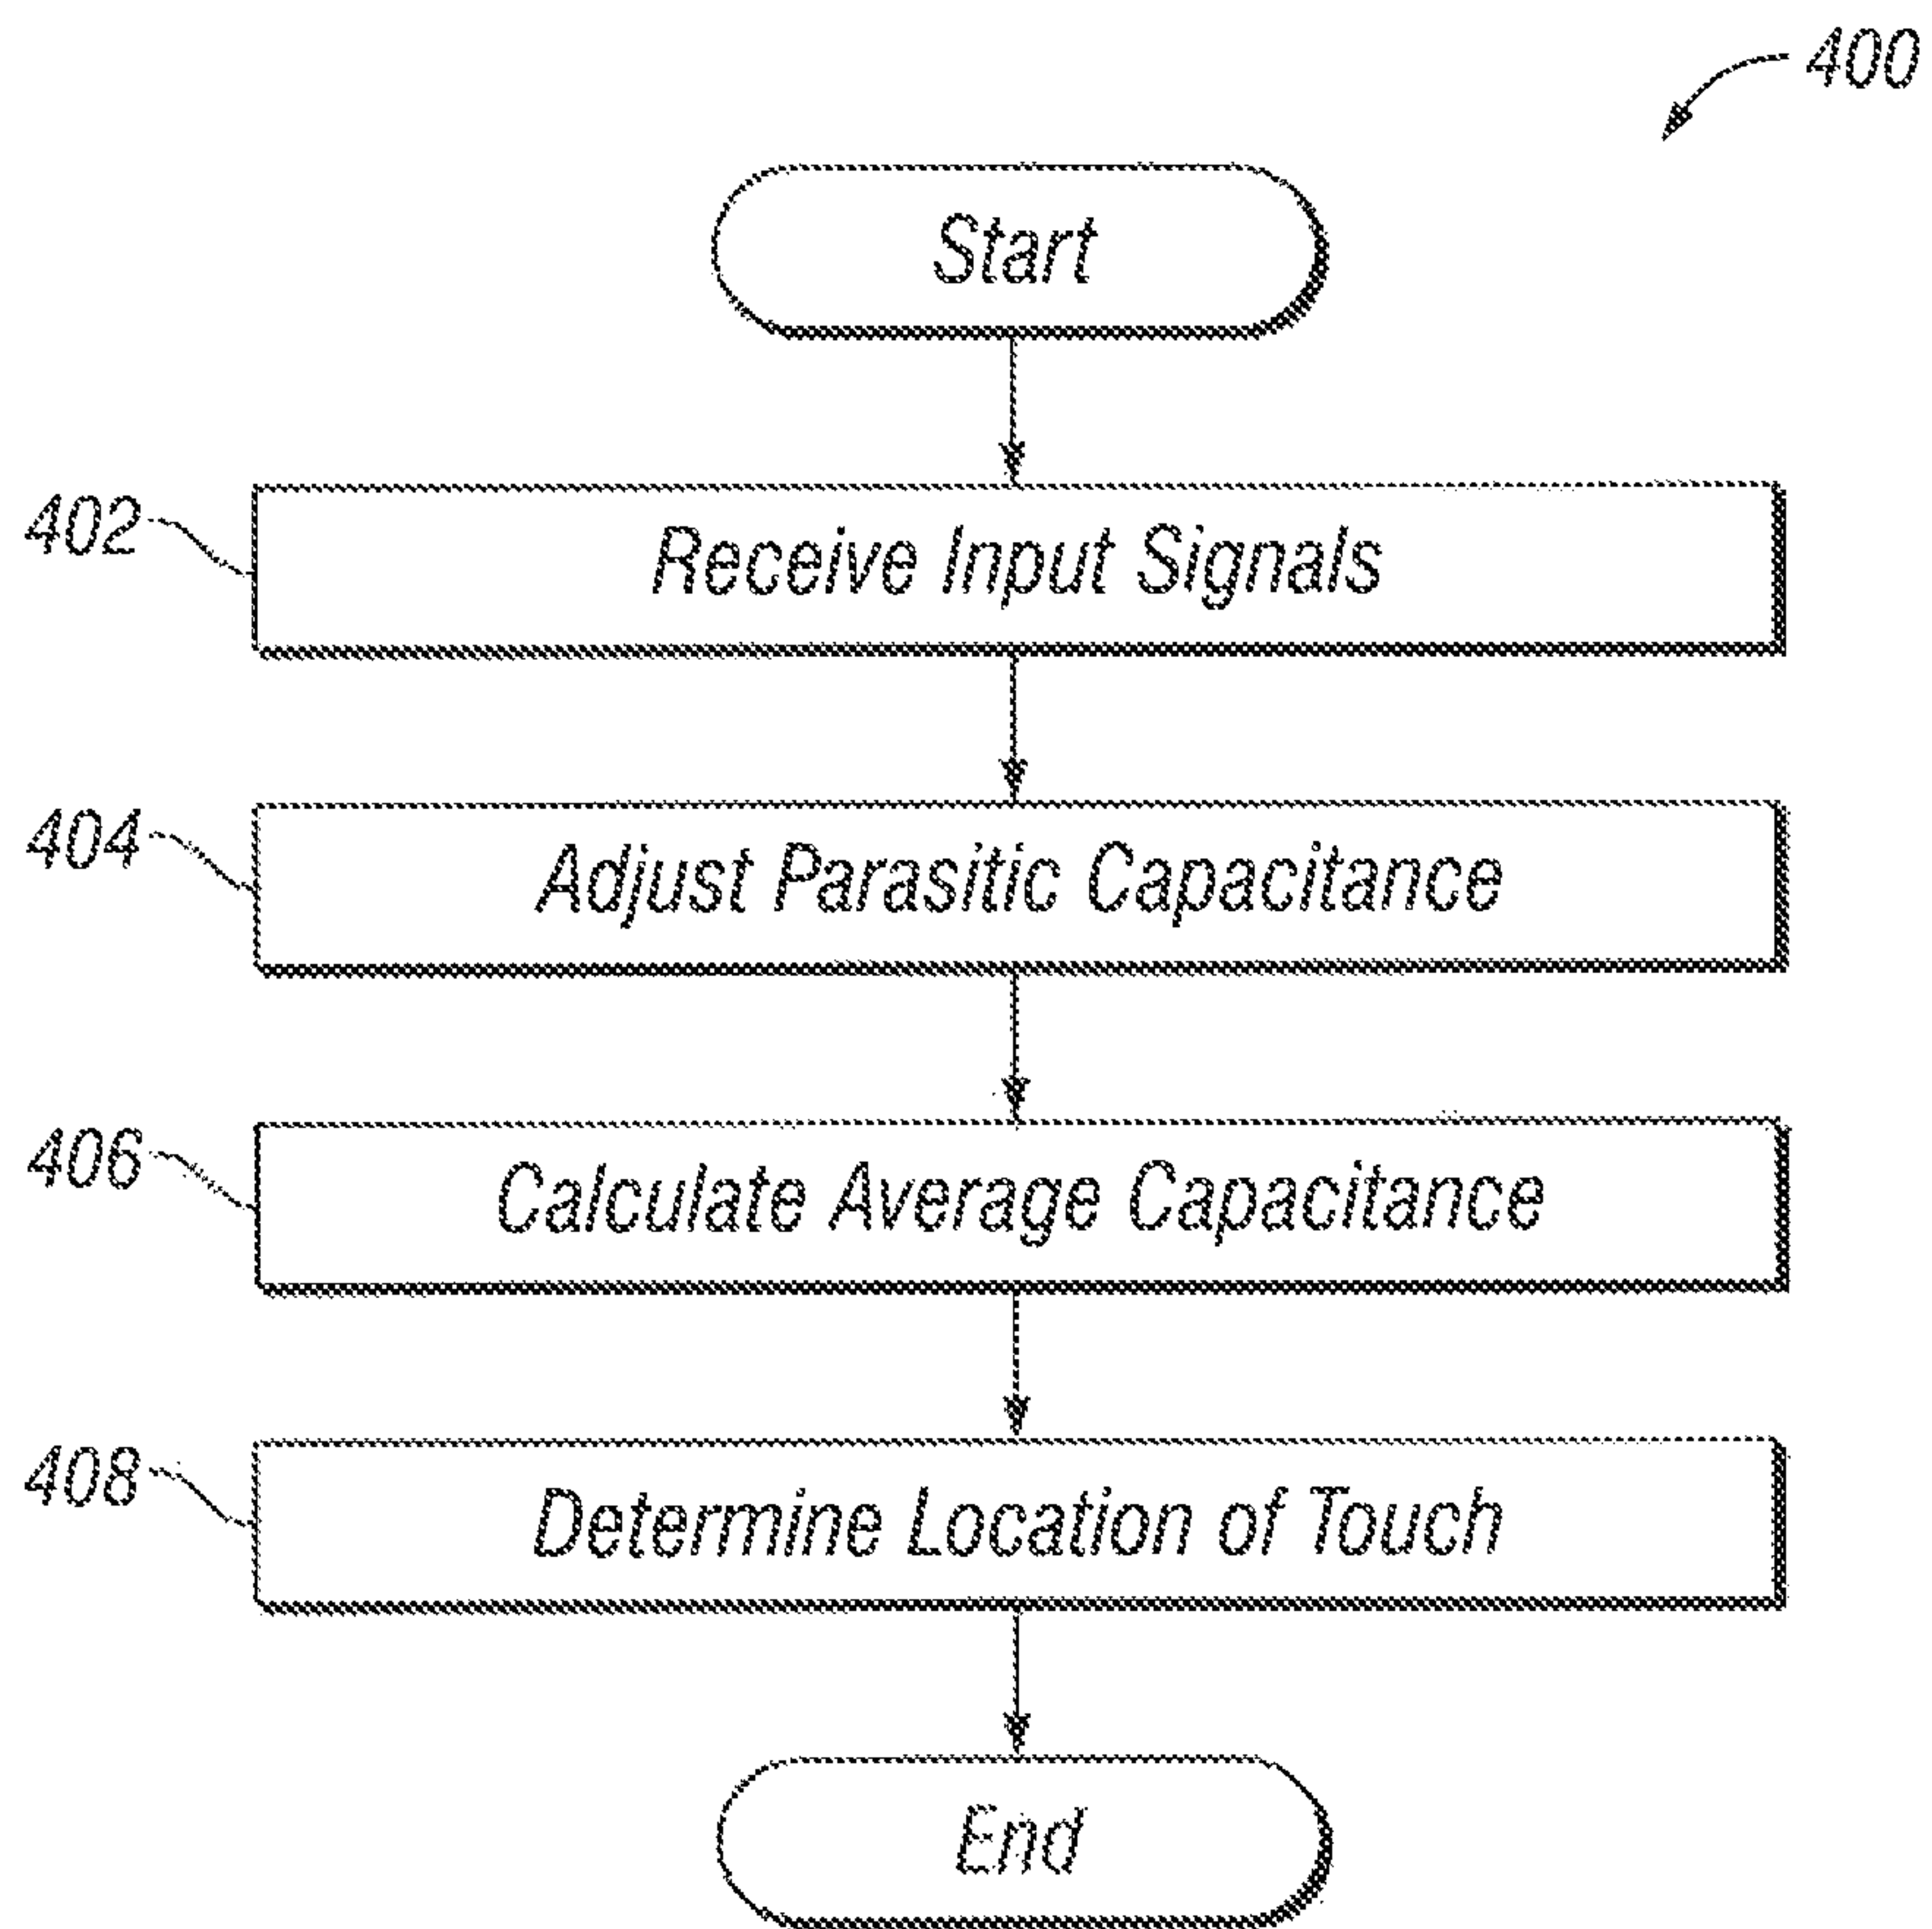 400
Start
402
Receive Input Signals
404
Adjust Parasitic Capacitance
406
Calculate Average Capacitance
408
Determine Location of Touch
End